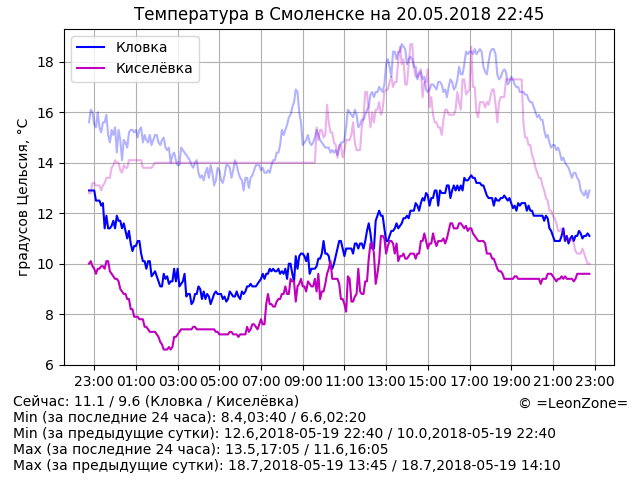 Температура в Смоленске на 20.05.2018 22:45
Кловка
Киселёвка
градусов Цельсия, °C
18
16
14
12
10
8
6
23:00 01:00 03:00 05:00 07:00 09:00 11:00 13:00 15:00 17:00 19:00 21:00 23:00
Сейчас: 11.1 / 9.6 (Кловка / Киселёвка)
© =LeonZone=
Min (за последние 24 часа): 8.4,03:40 / 6.6,02:20
Min (за предыдущие сутки): 12.6,2018-05-19 22:40 / 10.0,2018-05-19 22:40
Max (за последние 24 часа): 13.5,17:05 / 11.6,16:05
Max (за предыдущие сутки): 18.7,2018-05-19 13:45 / 18.7,2018-05-19 14:10